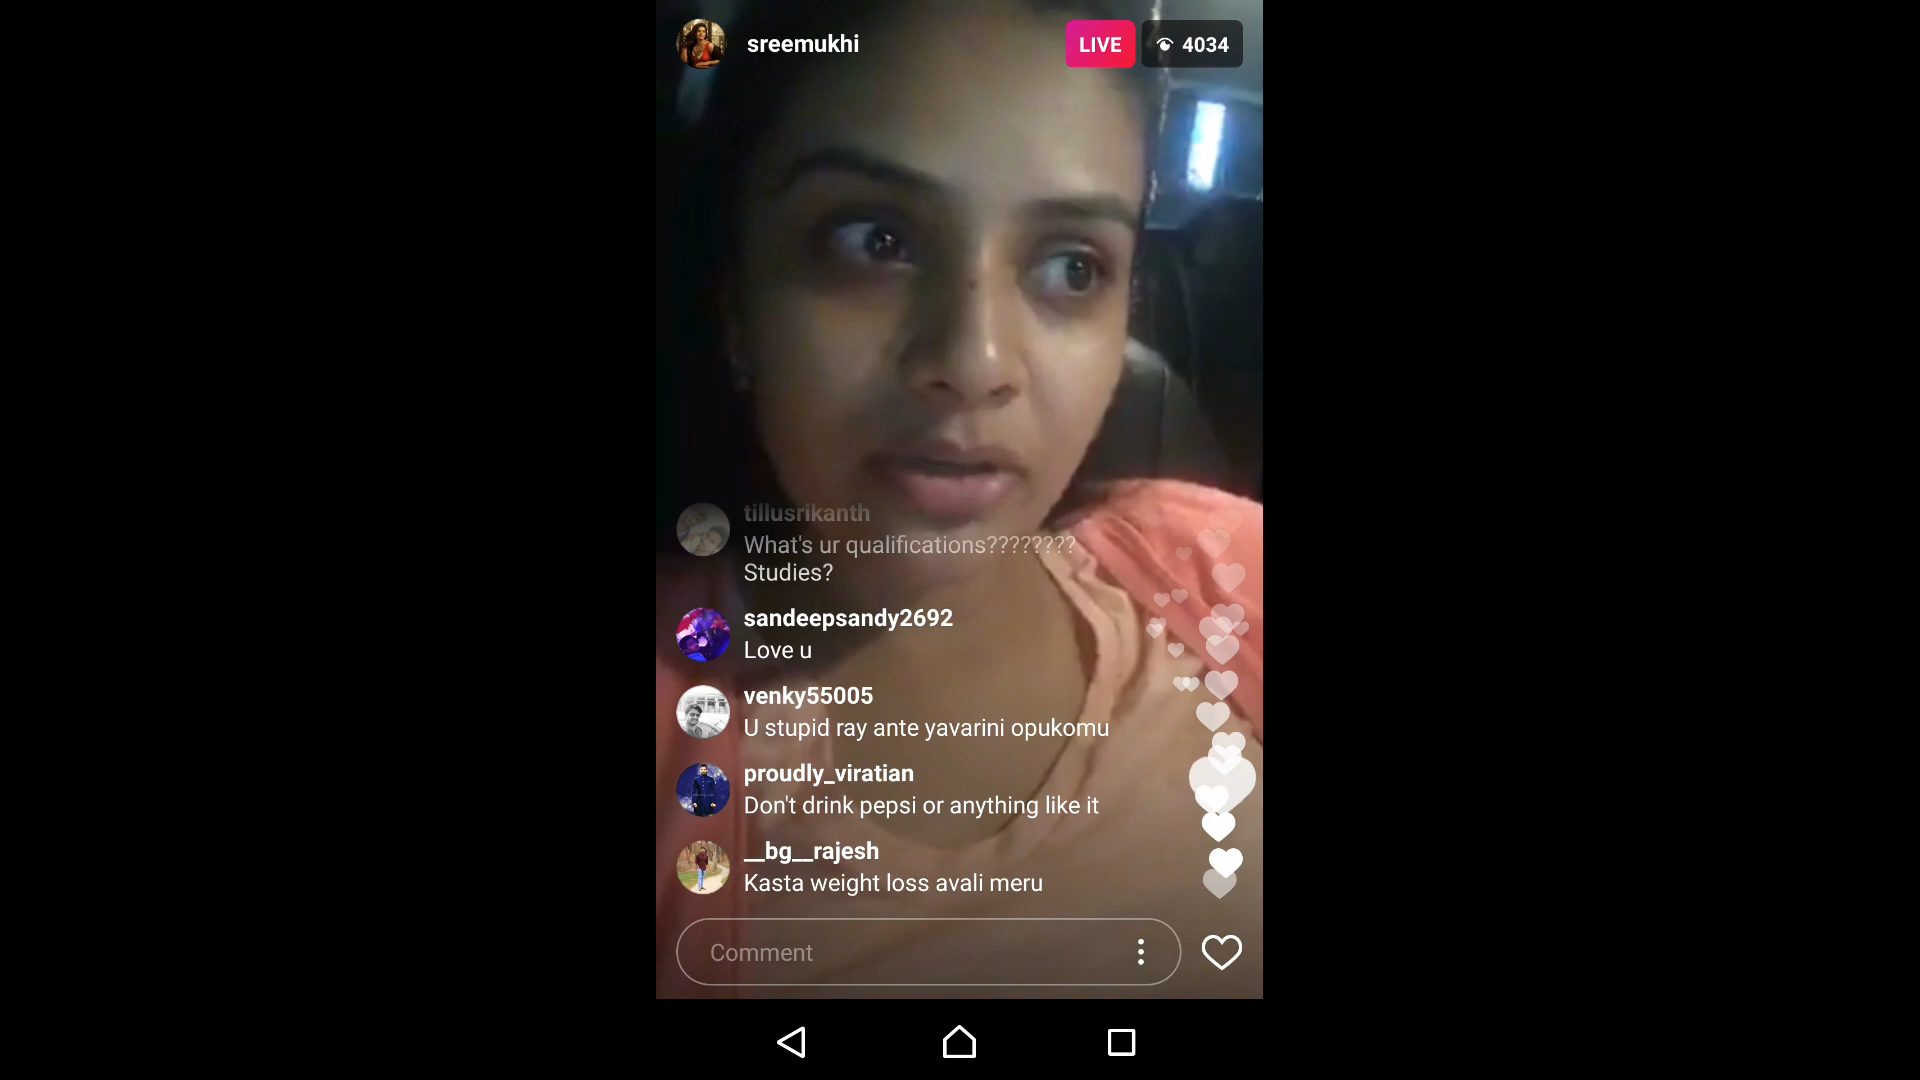 sreemukhi
LIVE
4034
tillusrikanth
What's ur qualifications????????
Studies?
sandeepsandy2692
Love u
venky55005
U stupid ray ante yavarini opukomu
proudly_viratian
Don't drink pepsi or anything like it
__bg__rajesh
Kasta weight loss avali meru
Comment